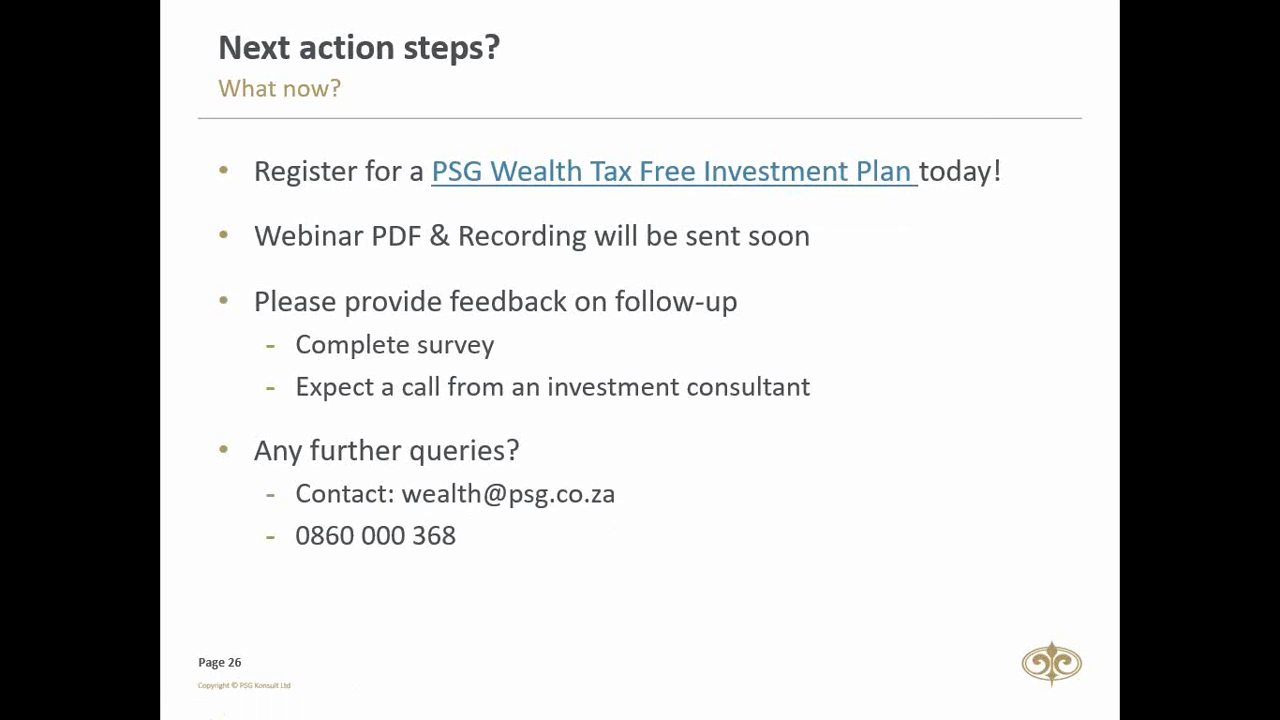 Next action steps?
What now?
• Register for a PSG Wealth Tax Free Investment Plan today!
• Webinar PDF & Recording will be sent soon
• Please provide feedback on follow-up
- Complete survey
- Expect a call from an investment consultant
• Any further queries?
- Contact: wealth@psg.co.za
- 0860 000 368
Page 26
Copyright © PSG Konsult Ltd